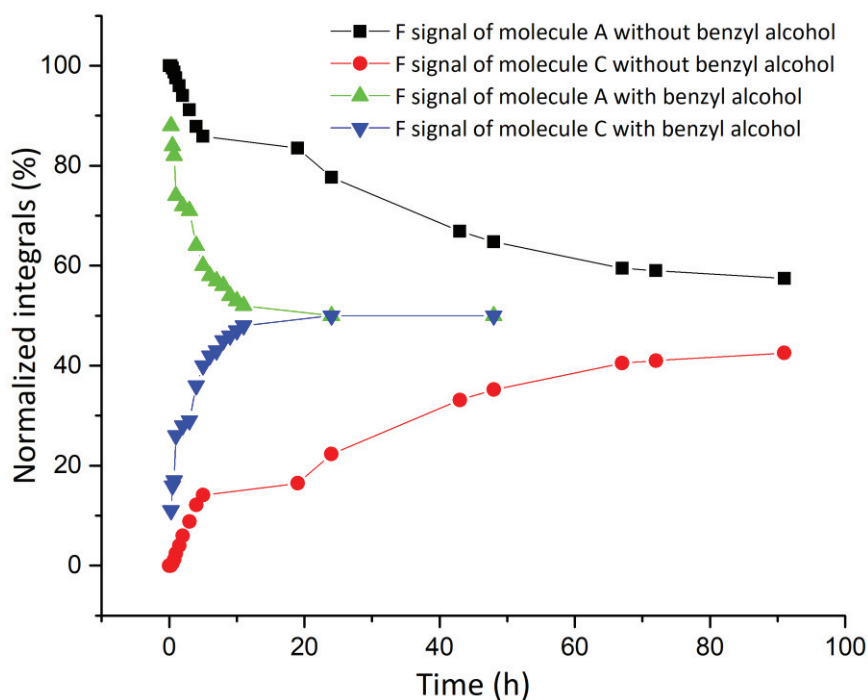 F signal of molecule A without benzyl alcohol
F signal of molecule C without benzyl alcohol
F signal of molecule A with benzyl alcohol
F signal of molecule C with benzyl alcohol
Normalized integrals (%)
100
80
60
40
20
0
0
20
40
60
80
100
Time (h)